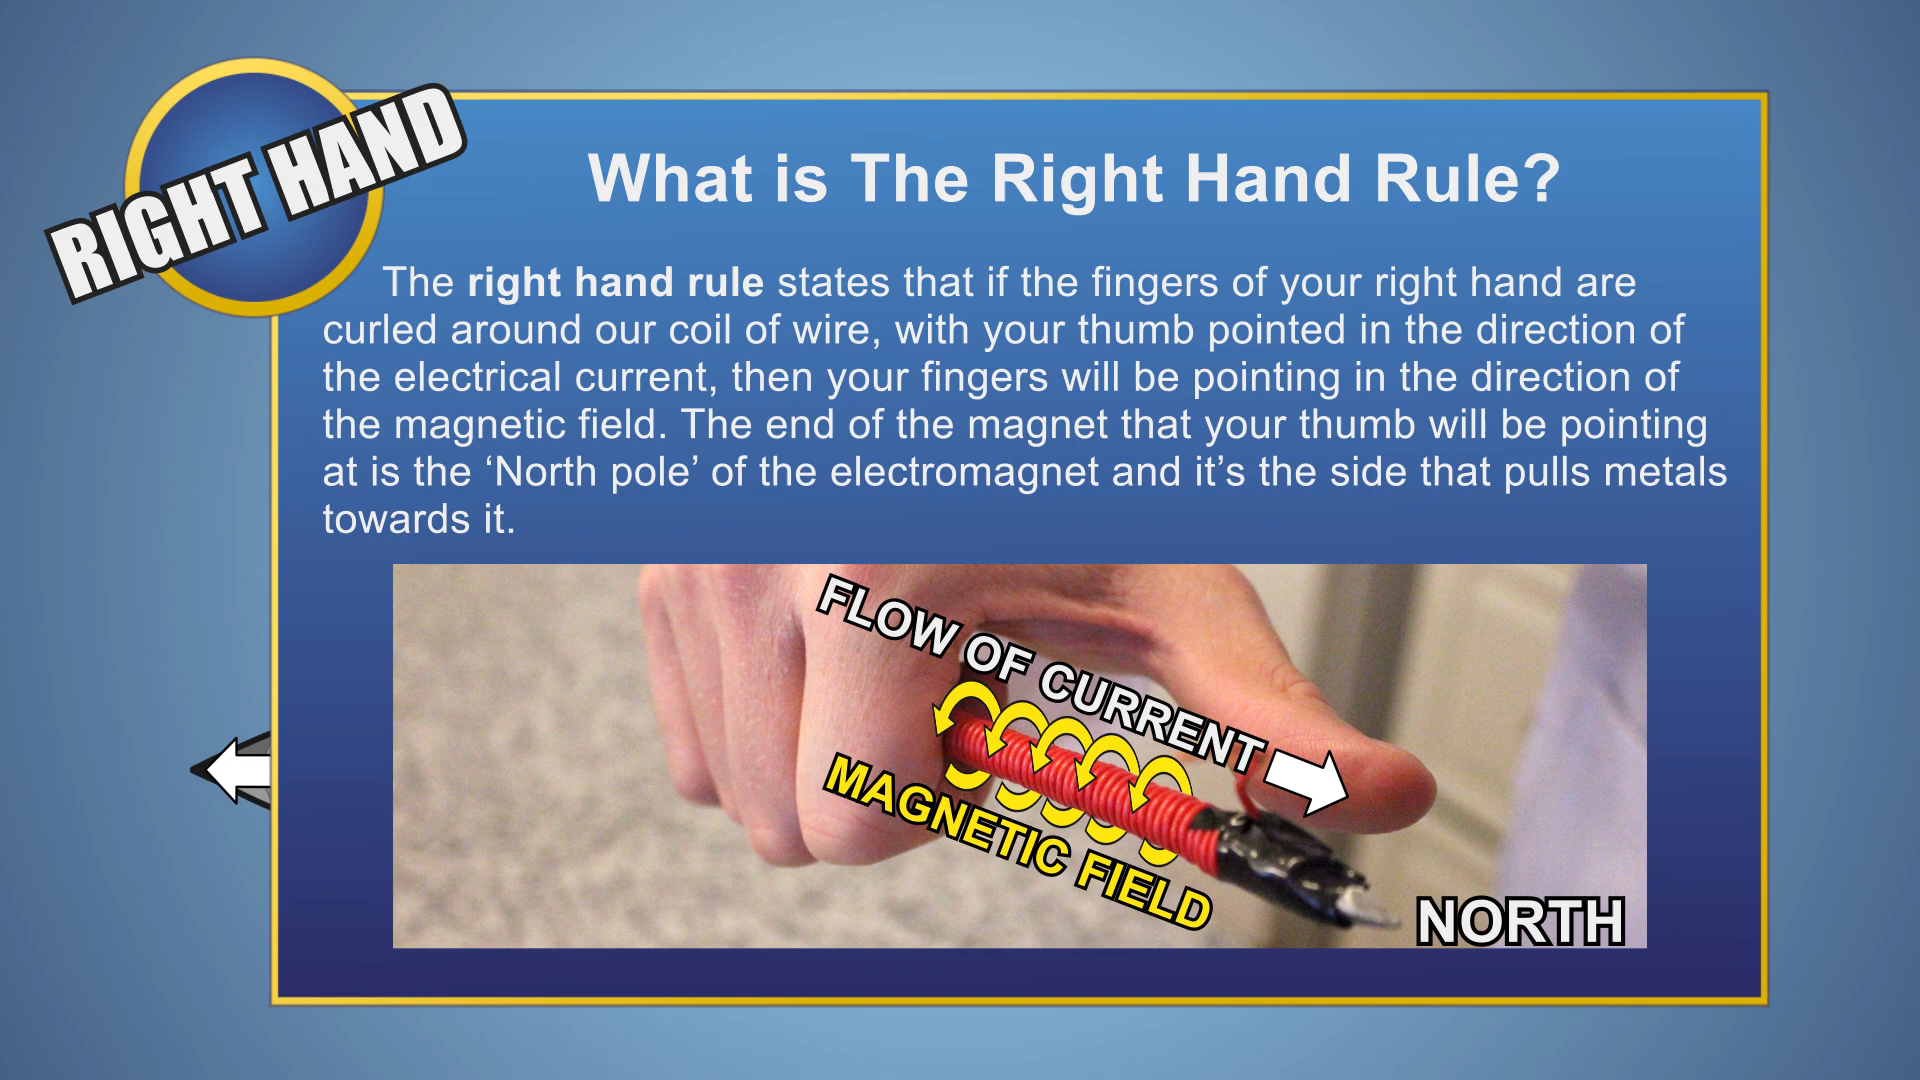 RIGHT HAND
What is The Right Hand Rule?
The right hand rule states that if the fingers of your right hand are
curled around our coil of wire, with your thumb pointed in the direction of
the electrical current, then your fingers will be pointing in the direction of
the magnetic field. The end of the magnet that your thumb will be pointing
at is the ‘North pole’ of the electromagnet and it’s the side that pulls metals
towards it.
FLOW OF CURRENT
MAGNETIC FIELD
NORTH